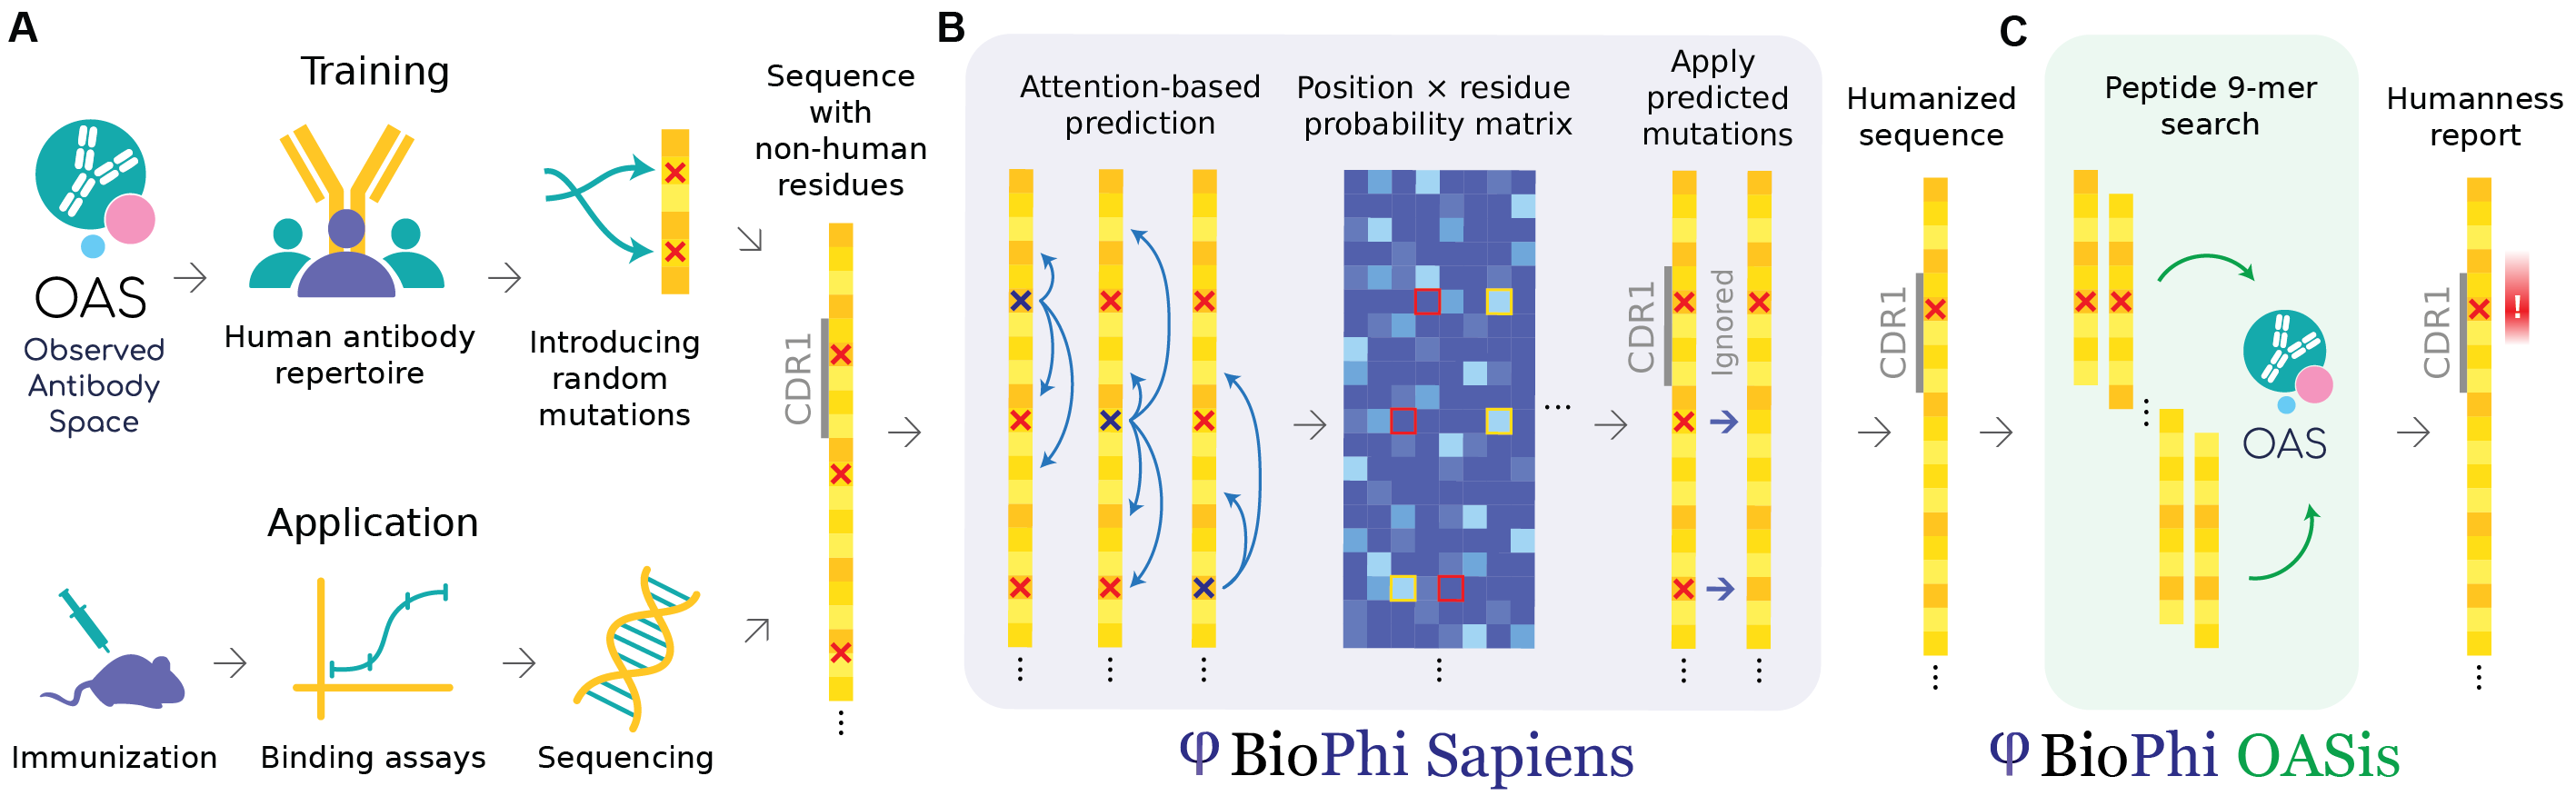 A
Training
OAS
Observed
Antibody
Space
Human antibody
repertoire
Introducing
random
mutations
Application
Immunization
Binding assays
Sequencing
Sequence
with
non-human
residues
CDR1
B
Attention-based
prediction
Position × residue
probability matrix
...
Apply
predicted
mutations
CDR1
Ignored
φ BioPhi Sapiens
Humanized
sequence
CDR1
C
Peptide 9-mer
search
OAS
Humanness
report
CDR1
!
φ BioPhi OASis